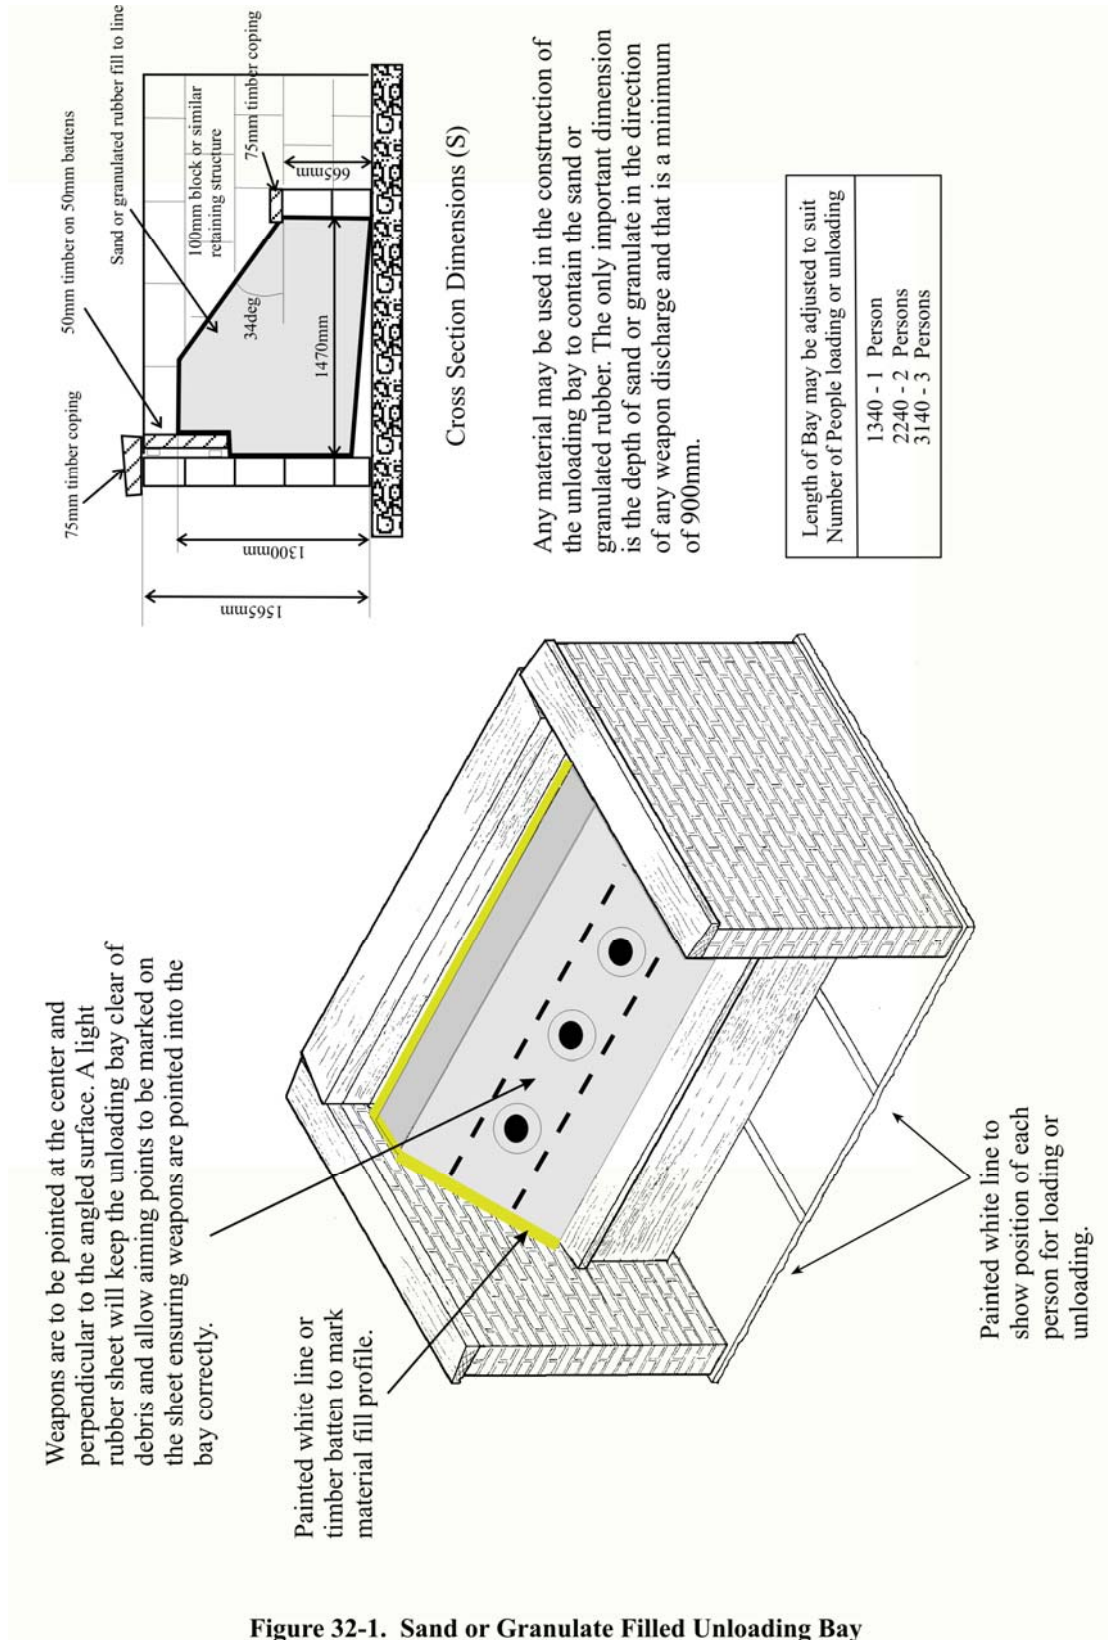 Weapons are to be pointed at the center and
perpendicular to the angled surface. A light
rubber sheet will keep the unloading bay clear of
debris and allow aiming points to be marked on
the sheet ensuring weapons are pointed into the
bay correctly.
Painted white line or
timber batten to mark
material fill profile.
Painted white line to
show position of each
person for loading or
unloading.
75mm timber coping
50mm timber on 50mm battens
Sand or granulated rubber fill to line
100mm block or similar
retaining structure
75mm timber coping
34deg
1470mm
665mm
1300mm
1565mm
Cross Section Dimensions (S)
Any material may be used in the construction of
the unloading bay to contain the sand or
granulated rubber. The only important dimension
is the depth of sand or granulate in the direction
of any weapon discharge and that is a minimum
of 900mm.
Length of Bay may be adjusted to suit
Number of People loading or unloading
1340 - 1 Person
2240 - 2 Persons
3140 - 3 Persons
Figure 32-1. Sand or Granulate Filled Unloading Bay